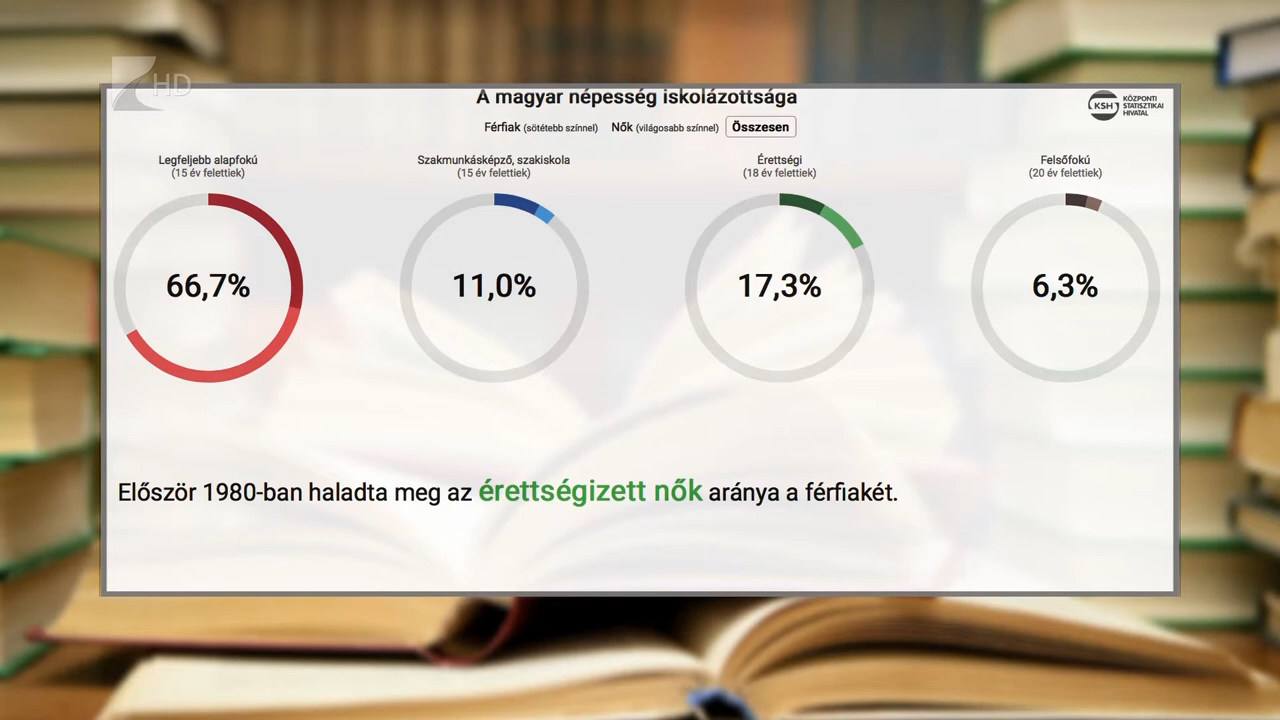 HD
A magyar népesség iskolázottsága
Férfiak (sötétebb színnel) Nők (világosabb színnel) Összesen
KSH KÖZPONTI
STATISZTIKAI
HIVATAL
Legfeljebb alapfokú
(15 év felettiek)
66,7%
Szakmunkásképző, szakiskola
(15 év felettiek)
11,0%
Érettségi
(18 év felettiek)
17,3%
Felsőfokú
(20 év felettiek)
6,3%
Először 1980-ban haladta meg az érettségizett nők aránya a férfiakét.